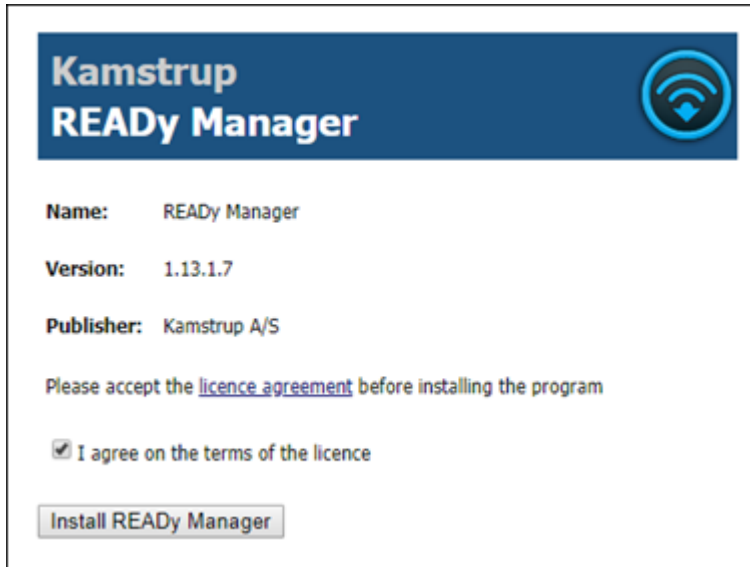 Kamstrup
READy Manager
Name: READy Manager
Version: 1.13.1.7
Publisher: Kamstrup A/S
Please accept the licence agreement before installing the program
I agree on the terms of the licence
Install READy Manager